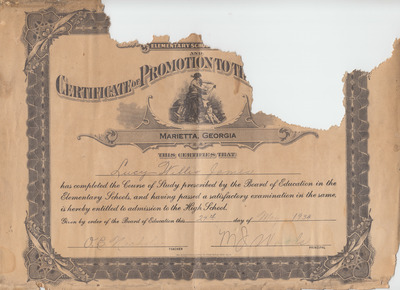 ELEMENTARY
AND
CERTIFICATE OF PROMOTION TO
MARIETTA, GEORGIA
THIS CERTIFIES THAT
Lucy
has completed the Course of Study prescribed by the Board of Education in the
Elementary Schools, and having passed a satisfactory examination in the same,
is hereby entitled to admission to the High School.
Given by order of the Board of Education this day of
TEACHER PRINCIPAL